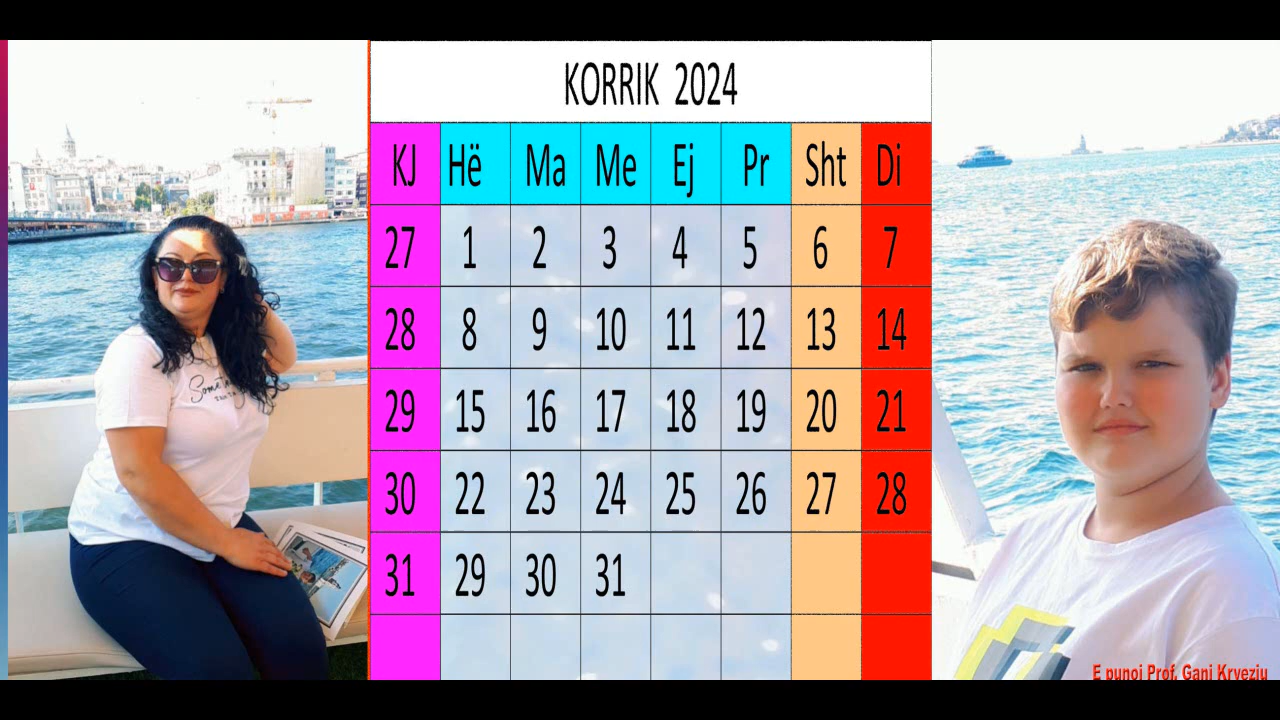 KORRIK 2024
KJ Hë Ma Me Ej Pr Sht Di
27 1 2 3 4 5 6 7
28 8 9 10 11 12 13 14
29 15 16 17 18 19 20 21
30 22 23 24 25 26 27 28
31 29 30 31
E punoi Prof. Gani Kryeziu